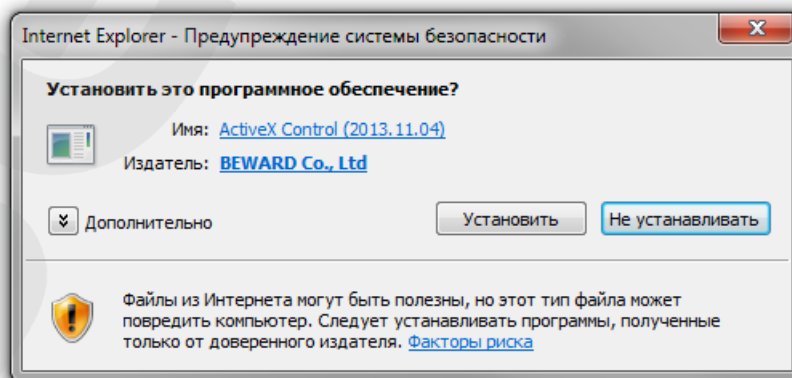 Internet Explorer - Предупреждение системы безопасности
Установить это программное обеспечение?
Имя: ActiveX Control (2013.11.04)
Издатель: BEWARD Co., Ltd
Дополнительно
Установить
Не устанавливать
Файлы из Интернета могут быть полезны, но этот тип файла может
повредить компьютер. Следует устанавливать программы, полученные
только от доверенного издателя. Факторы риска